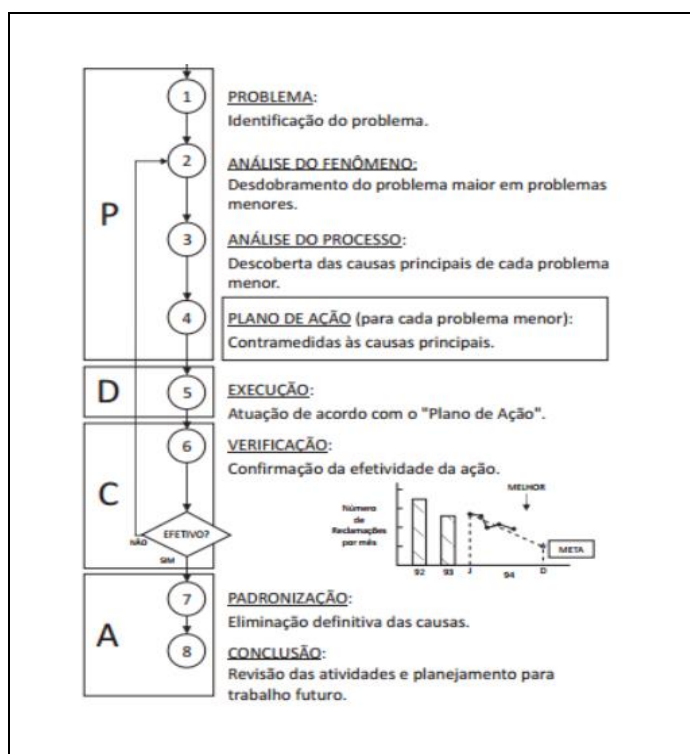 P
1
PROBLEMA:
Identificação do problema.
2
ANÁLISE DO FENÔMENO:
Desdobramento do problema maior em problemas
menores.
3
ANÁLISE DO PROCESSO:
Descoberta das causas principais de cada problema
menor.
4
PLANO DE AÇÃO (para cada problema menor):
Contramedidas às causas principais.
D
5
EXECUÇÃO:
Atuação de acordo com o "Plano de Ação".
C
6
VERIFICAÇÃO:
Confirmação da efetividade da ação.
EFETIVO?
NÃO
SIM
MELHOR
Número
de
Reclamações
por mês
META
92 93 J 94 D
A
7
PADRONIZAÇÃO:
Eliminação definitiva das causas.
8
CONCLUSÃO:
Revisão das atividades e planejamento para
trabalho futuro.